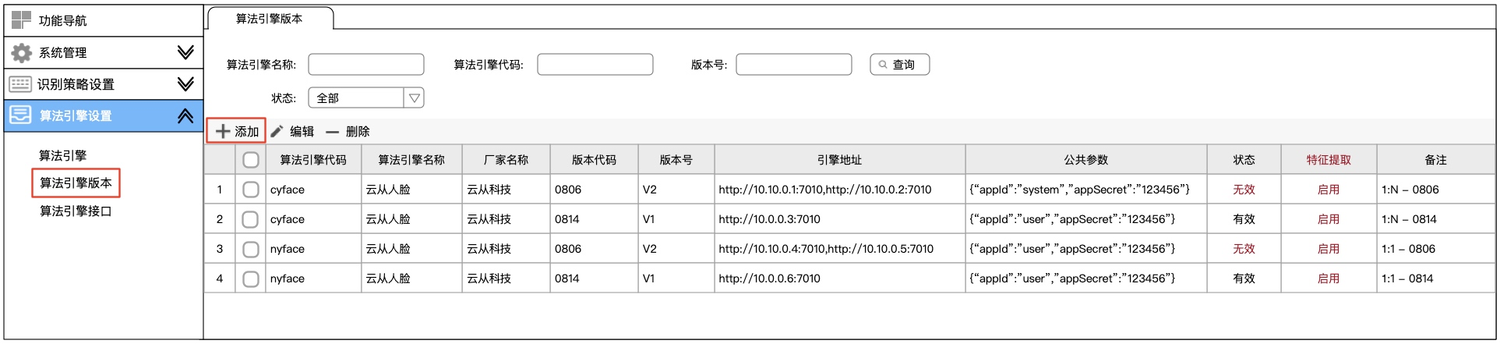 功能导航
系统管理
识别策略设置
算法引擎设置
算法引擎
算法引擎版本
算法引擎接口
算法引擎版本
算法引擎名称: 算法引擎代码: 版本号: 查询
状态: 全部
添加 编辑 删除
算法引擎代码 算法引擎名称 厂家名称 版本代码 版本号 引擎地址 公共参数 状态 特征提取 备注
1 cyface 云从人脸 云从科技 0806 V2 http://10.10.0.1:7010,http://10.10.0.2:7010 {“appId”:”system”,”appSecret”:”123456”} 无效 启用 1:N – 0806
2 cyface 云从人脸 云从科技 0814 V1 http://10.0.0.3:7010 {“appId”:”user”,”appSecret”:”123456”} 有效 启用 1:N – 0814
3 nyface 云从人脸 云从科技 0806 V2 http://10.10.0.4:7010,http://10.10.0.5:7010 {“appId”:”user”,”appSecret”:”123456”} 无效 启用 1:1 – 0806
4 nyface 云从人脸 云从科技 0814 V1 http://10.0.0.6:7010 {“appId”:”user”,”appSecret”:”123456”} 有效 启用 1:1 – 0814